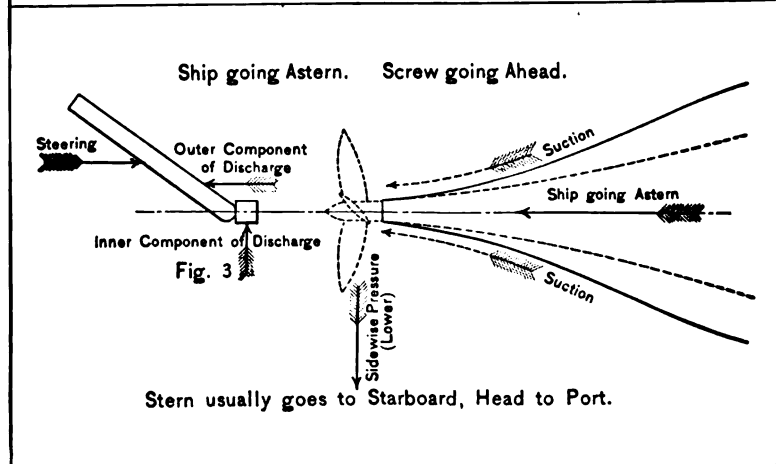 Ship going Astern. Screw going Ahead.
Steering
Outer Component
of Discharge
Suction
Ship going Astern
Inner Component of Discharge
Fig. 3
Sidewise Pressure
(Lower)
Suction
Stern usually goes to Starboard, Head to Port.